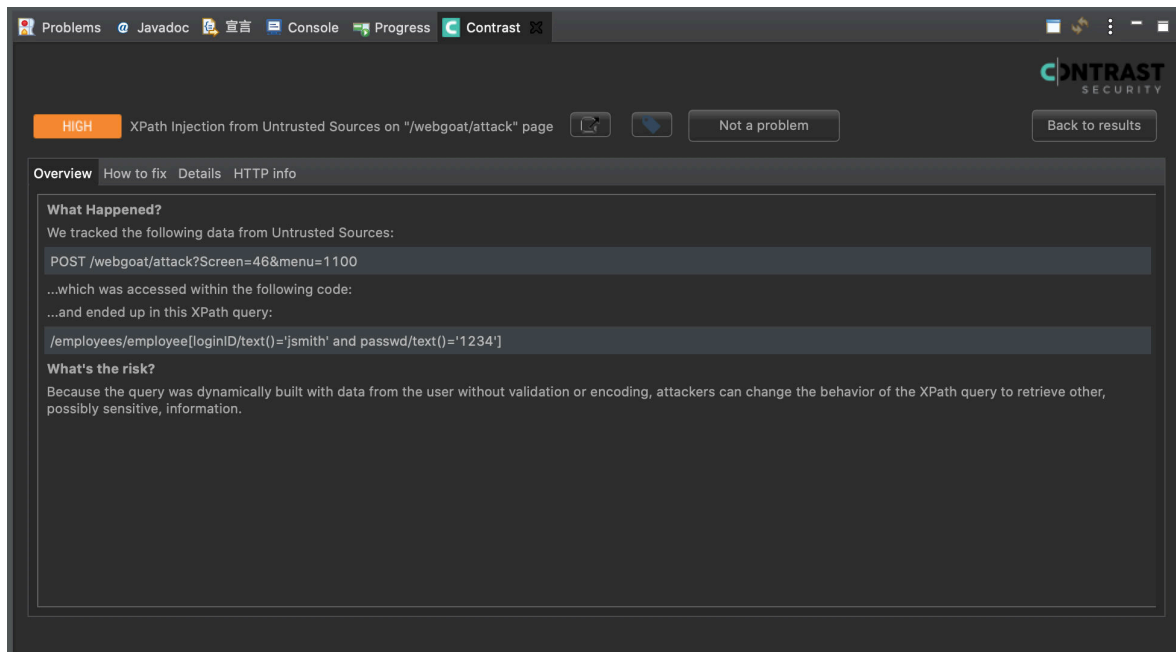 Problems @ Javadoc 宣言 Console Progress Contrast
CONTRAST
SECURITY
HIGH XPath Injection from Untrusted Sources on "/webgoat/attack" page Not a problem Back to results
Overview How to fix Details HTTP info
What Happened?
We tracked the following data from Untrusted Sources:
POST /webgoat/attack?Screen=46&menu=1100
...which was accessed within the following code:
...and ended up in this XPath query:
/employees/employee[loginID/text()='jsmith' and passwd/text()='1234']
What's the risk?
Because the query was dynamically built with data from the user without validation or encoding, attackers can change the behavior of the XPath query to retrieve other,
possibly sensitive, information.